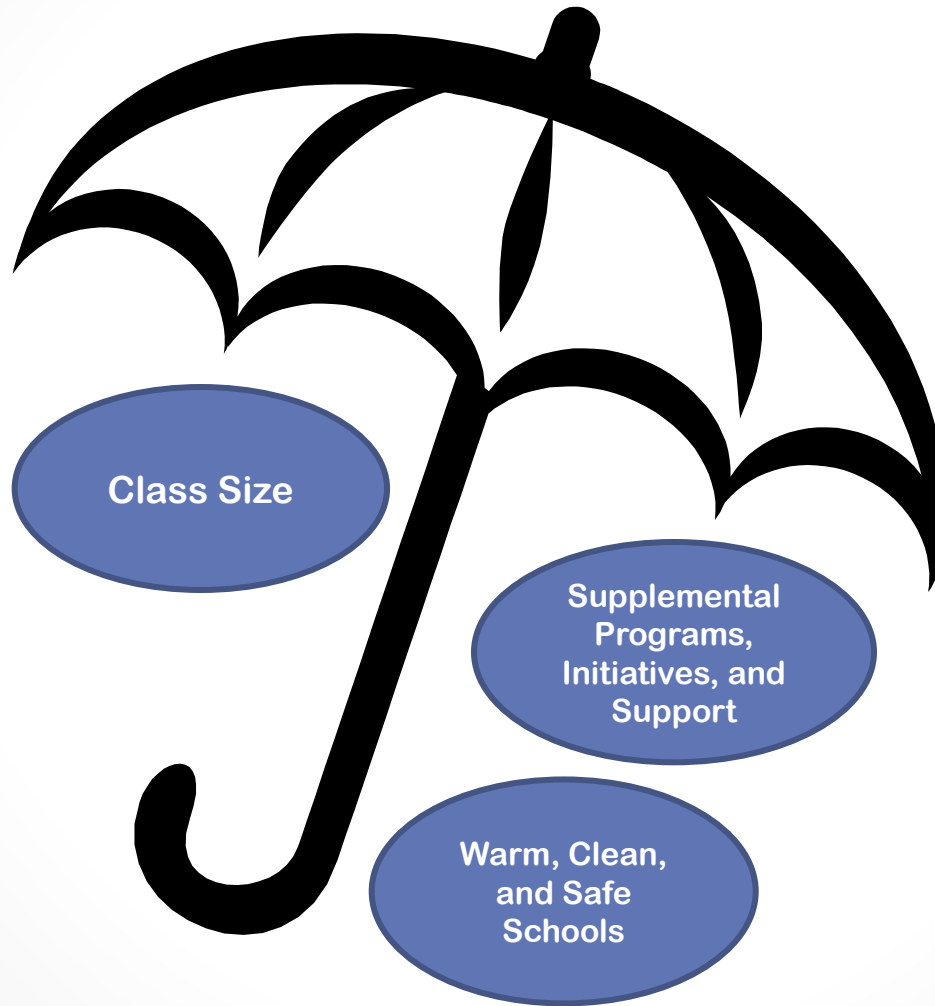 Class Size
Supplemental
Programs,
Initiatives, and
Support
Warm, Clean,
and Safe
Schools